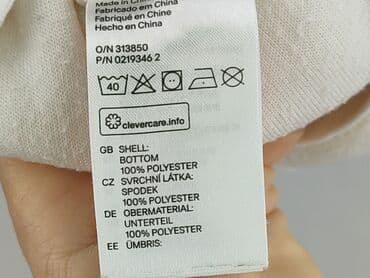 Made in China
Fabricado em China
Fabriqué en Chine
Hecho en China
O/N 313850
P/N 0219346 2
40
clevercare.info
GB SHELL:
BOTTOM
100% POLYESTER
CZ SVRCHNÍ LÁTKA:
SPODEK
100% POLYESTER
DE OBERMATERIAL:
UNTERTEIL
100% POLYESTER
EE ÜMBRIS: